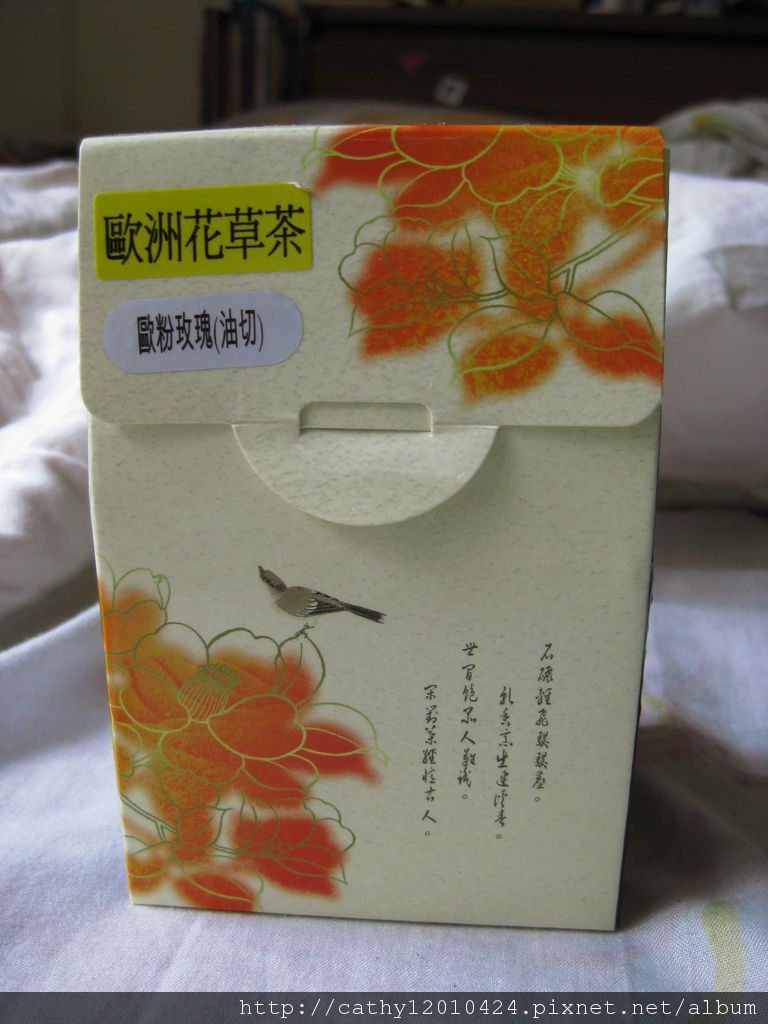 歐洲花草茶
歐粉玫瑰(油切)
石碾輕飛瑟瑟塵。
乳香烹出建溪春。
世間絕品人難識。
閑對茶經憶古人。
http://cathy12010424.pixnet.net/album